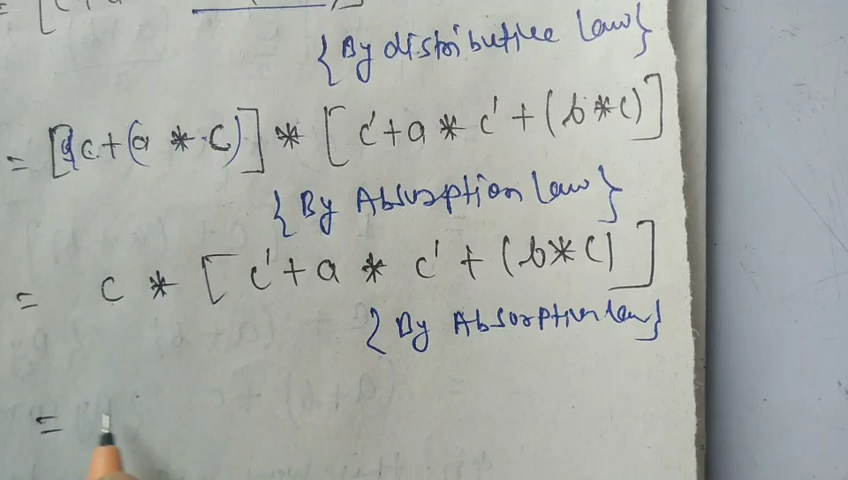 {By distributive law}
= [c+(a * c)] * [c'+a * c'+(b*c)]
{By Absorption law}
= c * [c'+a * c'+(b*c)]
{By Absorption law}
=